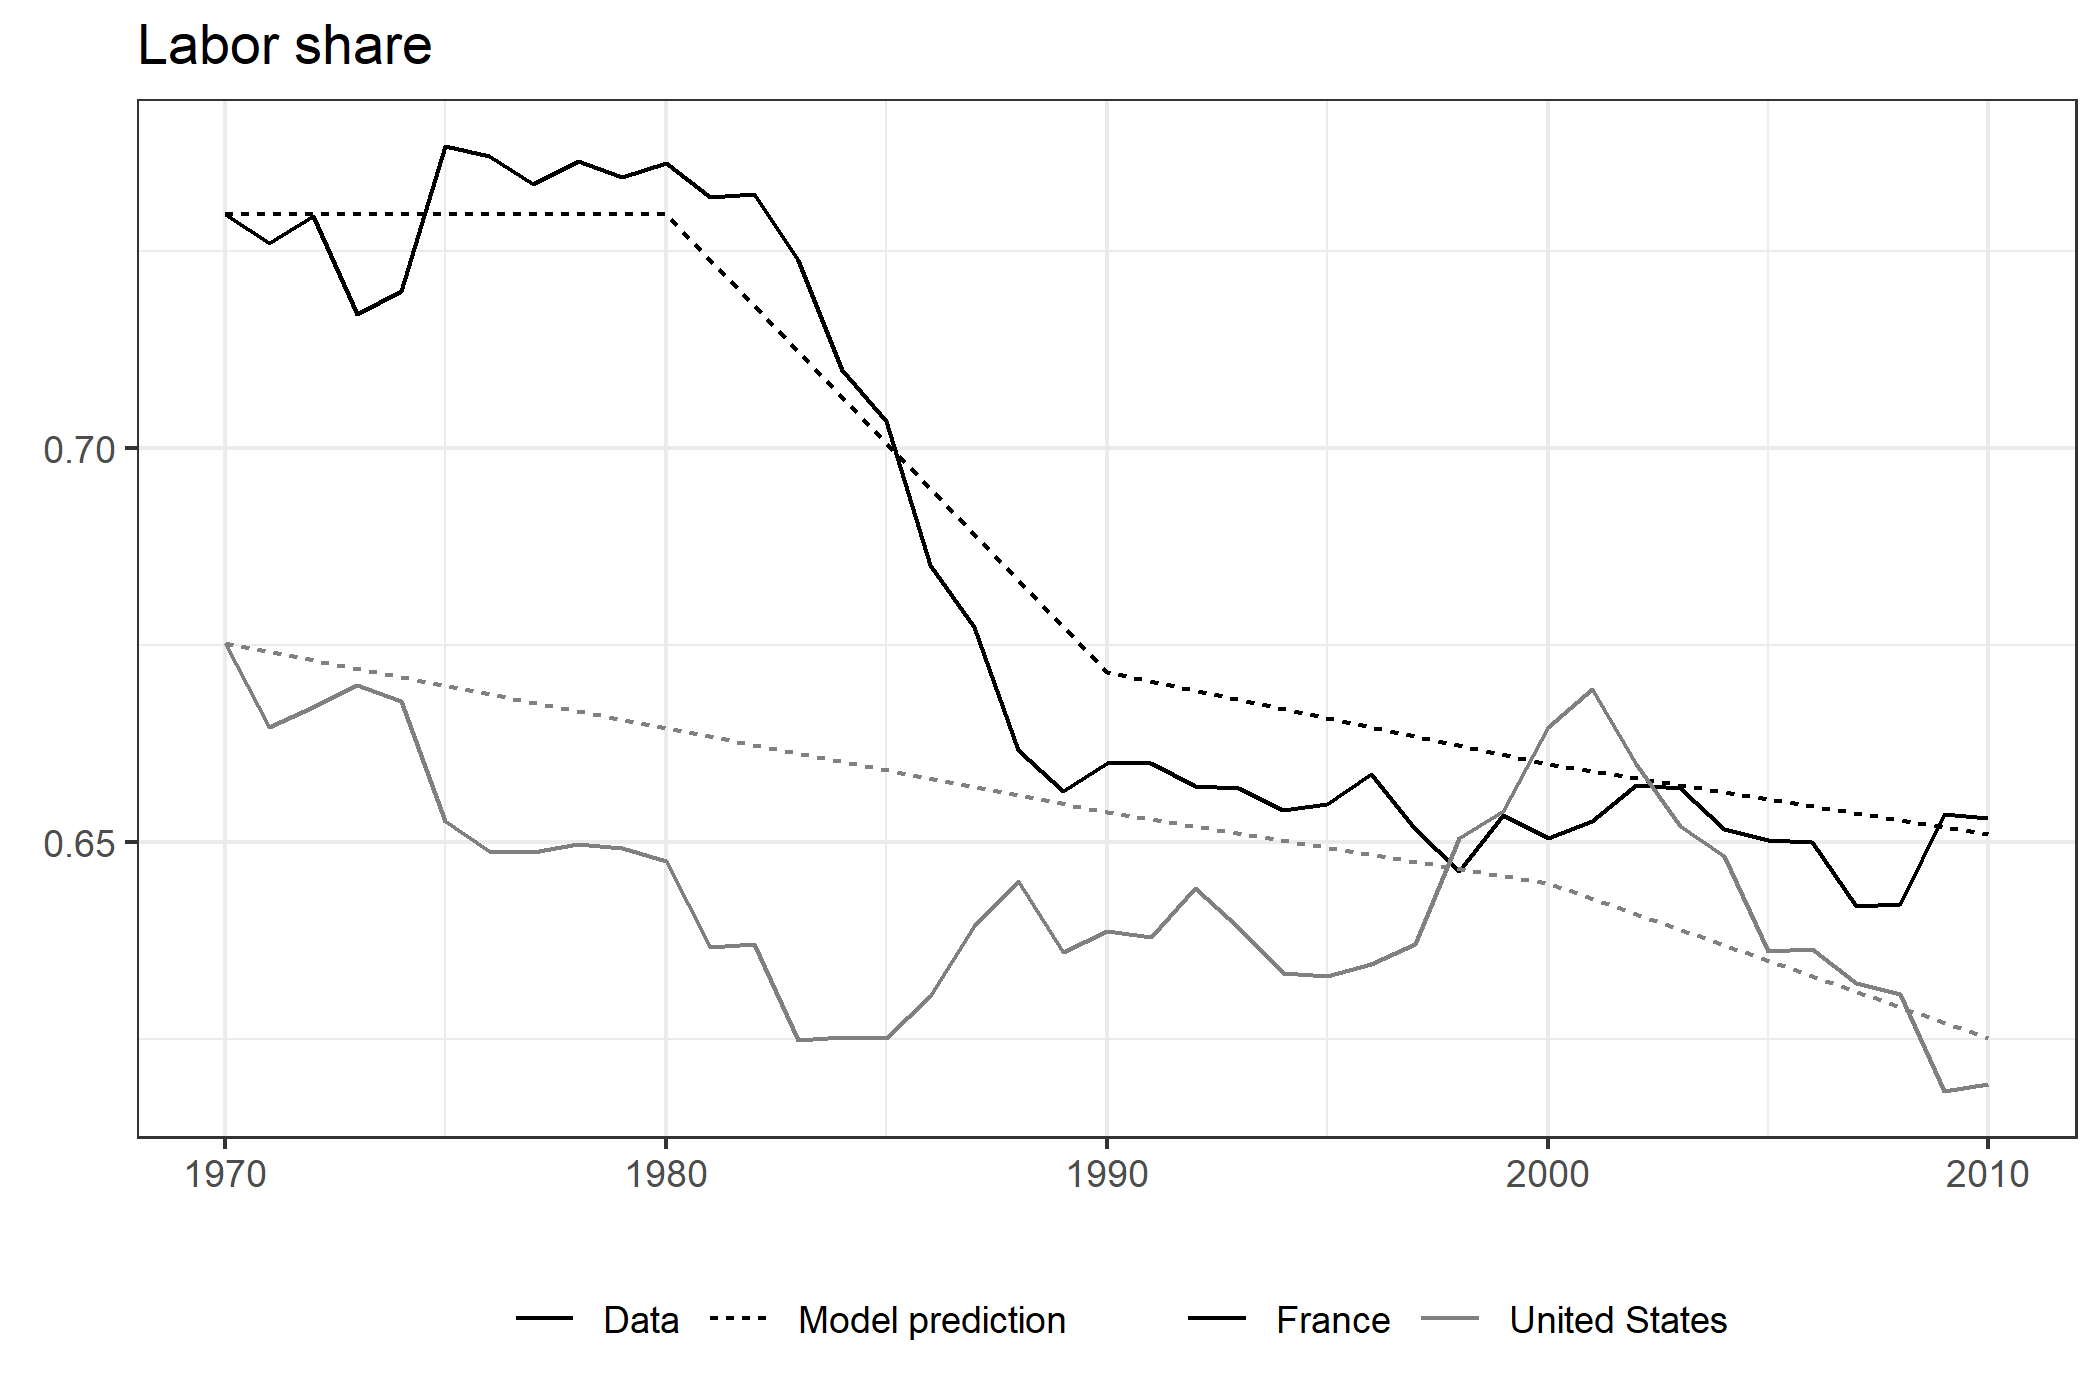 Labor share
0.70
0.65
1970 1980 1990 2000 2010
Data Model prediction France United States